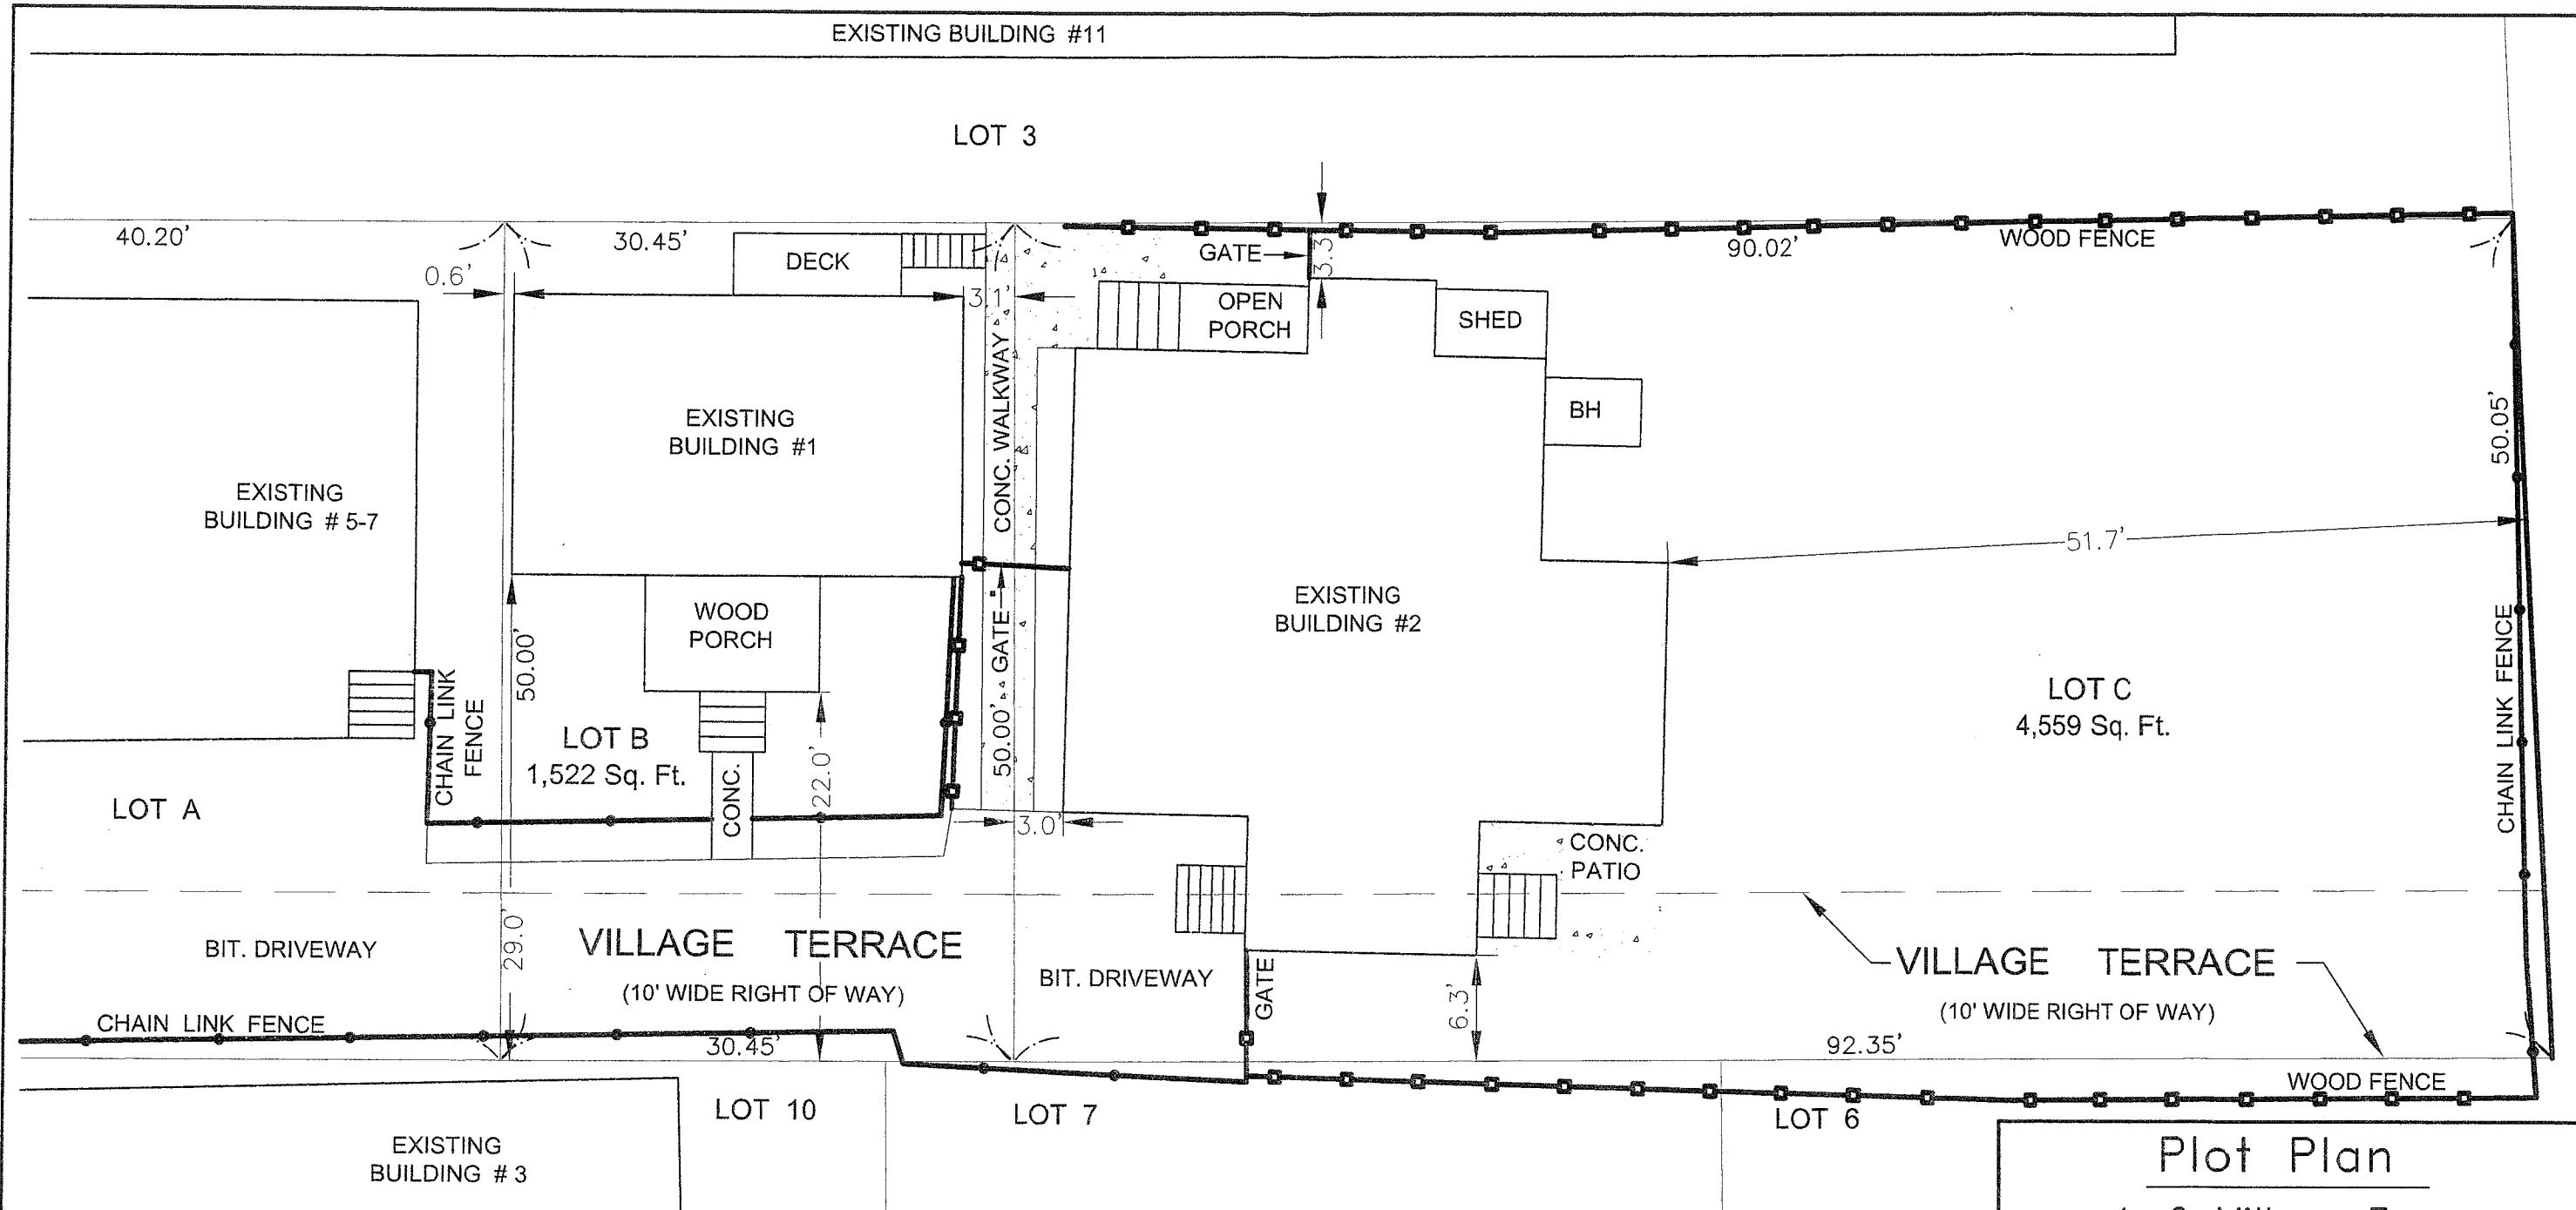 EXISTING BUILDING #11
LOT 3
40.20'
30.45'
90.02'
WOOD FENCE
0.6'
DECK
3.1'
GATE
3.3
OPEN
PORCH
SHED
BH
CONC. WALKWAY
EXISTING
BUILDING #1
EXISTING
BUILDING # 5-7
50.05'
51.7'
EXISTING
BUILDING #2
WOOD
PORCH
50.00'
50.00'
GATE
CHAIN LINK
FENCE
LOT B
1,522 Sq. Ft.
CONC.
22.0'
LOT C
4,559 Sq. Ft.
CHAIN LINK FENCE
LOT A
3.0'
CONC.
PATIO
29.0'
BIT. DRIVEWAY
VILLAGE TERRACE
(10' WIDE RIGHT OF WAY)
BIT. DRIVEWAY
GATE
6.3'
VILLAGE TERRACE
(10' WIDE RIGHT OF WAY)
CHAIN LINK FENCE
30.45'
92.35'
WOOD FENCE
LOT 10
LOT 7
LOT 6
EXISTING
BUILDING # 3
Plot Plan